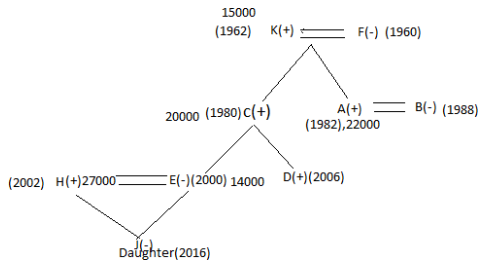 15000
(1962) K(+) F(-) (1960)
20000 (1980) C(+) A(+) B(-) (1988)
(1982),22000
(2002) H(+)27000 E(-)(2000) 14000 D(+)(2006)
J(-)
Daughter(2016)